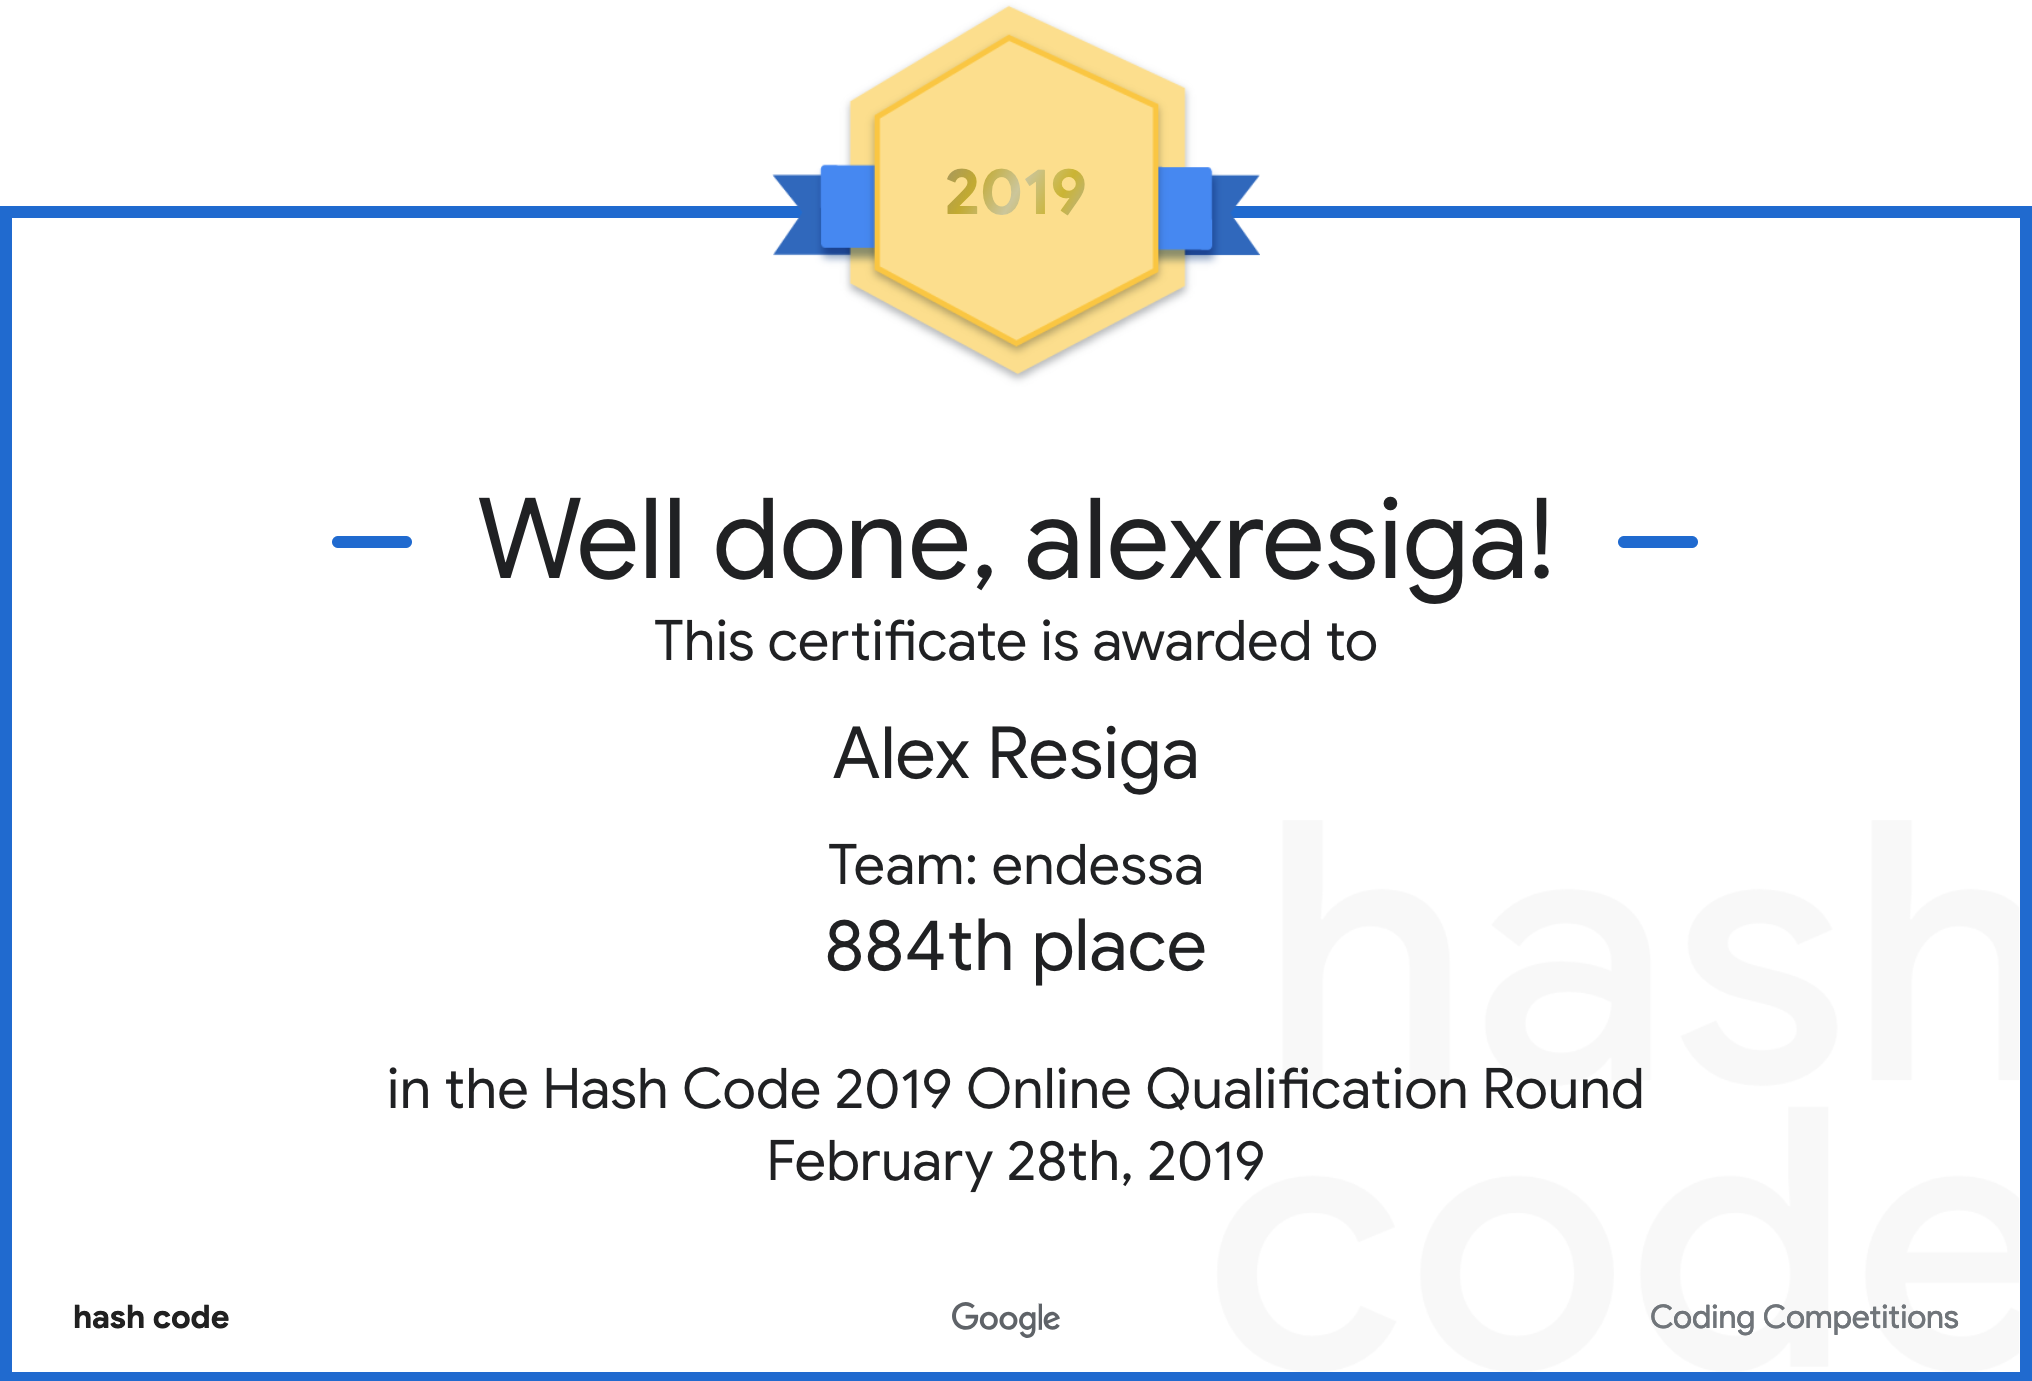 2019
Well done, alexresiga!
This certificate is awarded to
Alex Resiga
Team: endessa
884th place
in the Hash Code 2019 Online Qualification Round
February 28th, 2019
hash
code
hash code
Google
Coding Competitions